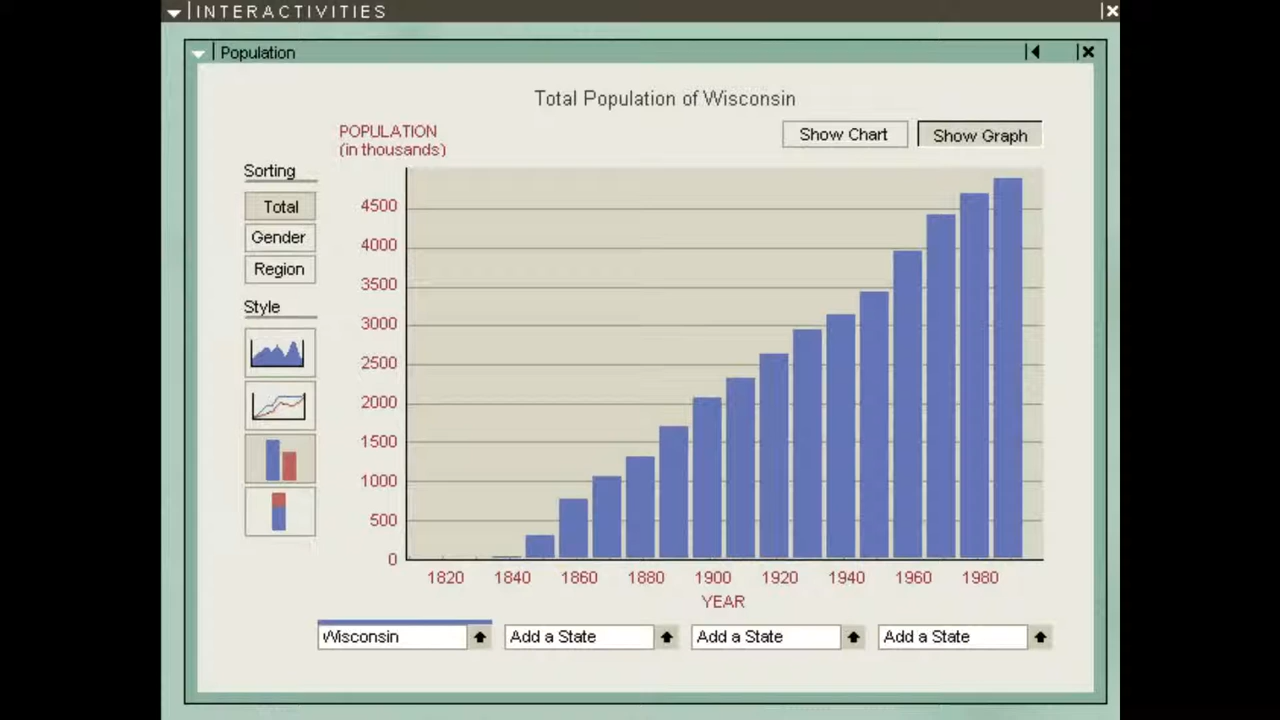 INTERACTIVITIES
Population
Total Population of Wisconsin
Show Chart
Show Graph
POPULATION
(in thousands)
Sorting
Total
Gender
Region
Style
4500
4000
3500
3000
2500
2000
1500
1000
500
0
1820 1840 1860 1880 1900 1920 1940 1960 1980
YEAR
Wisconsin
Add a State
Add a State
Add a State